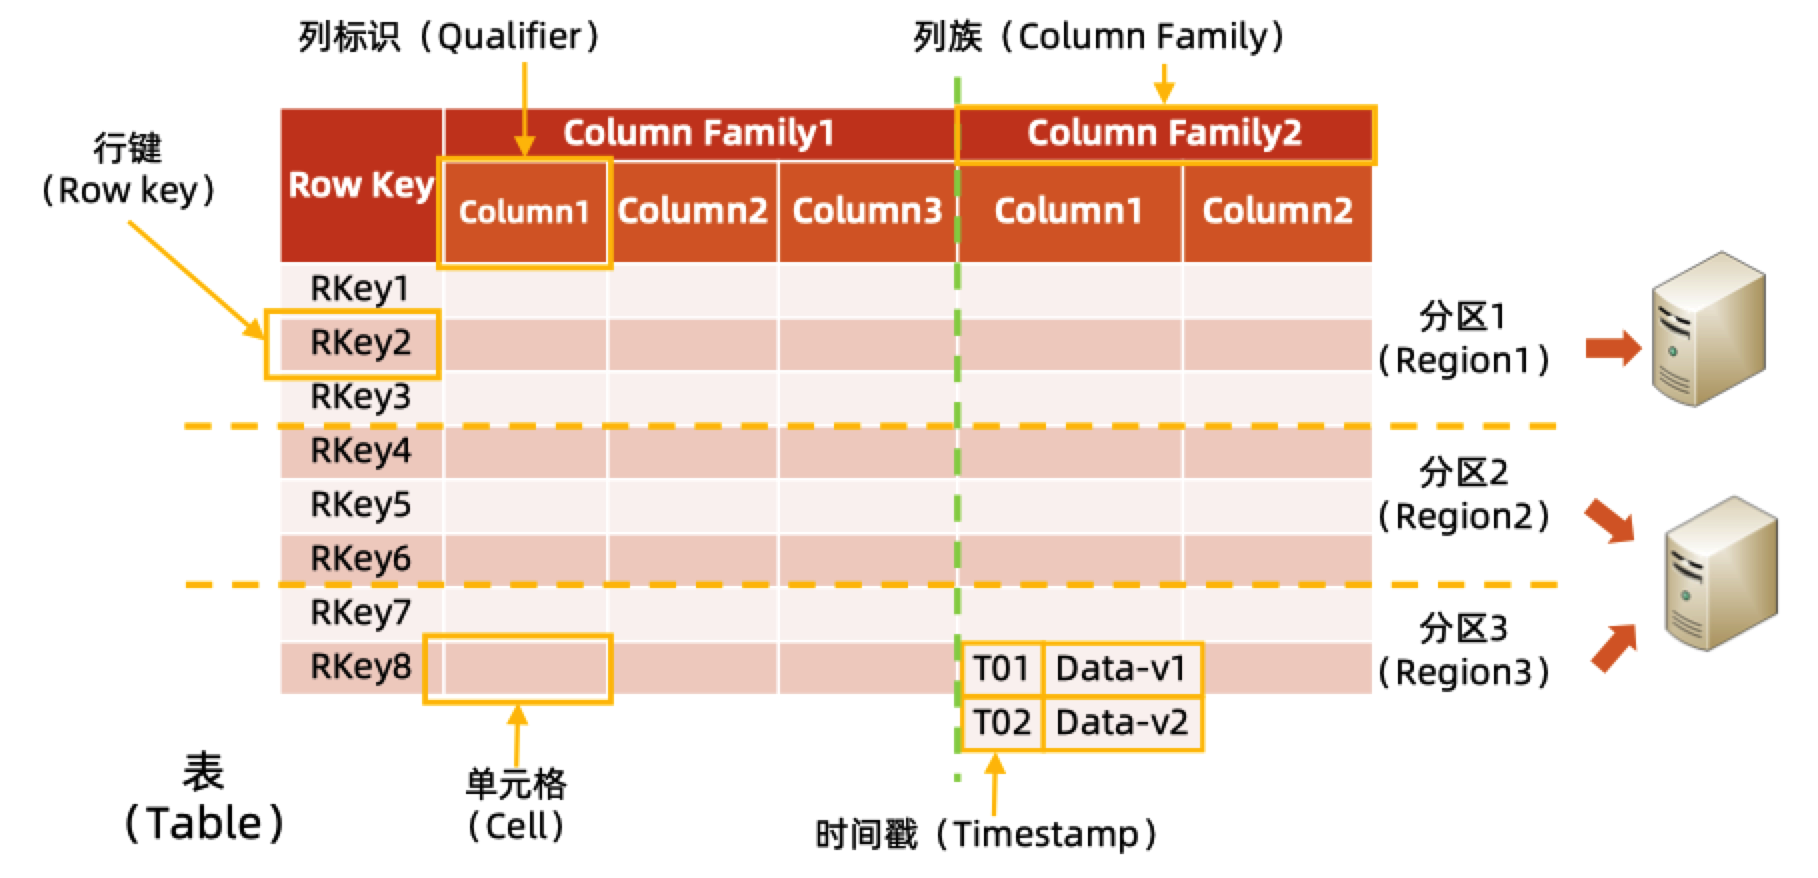 列标识（Qualifier）
列族（Column Family）
行键
（Row key）
Row Key
Column Family1
Column Family2
Column1
Column2
Column3
Column1
Column2
RKey1
RKey2
RKey3
RKey4
RKey5
RKey6
RKey7
RKey8
T01
Data-v1
T02
Data-v2
分区1
（Region1）
分区2
（Region2）
分区3
（Region3）
表
（Table）
单元格
（Cell）
时间戳（Timestamp）